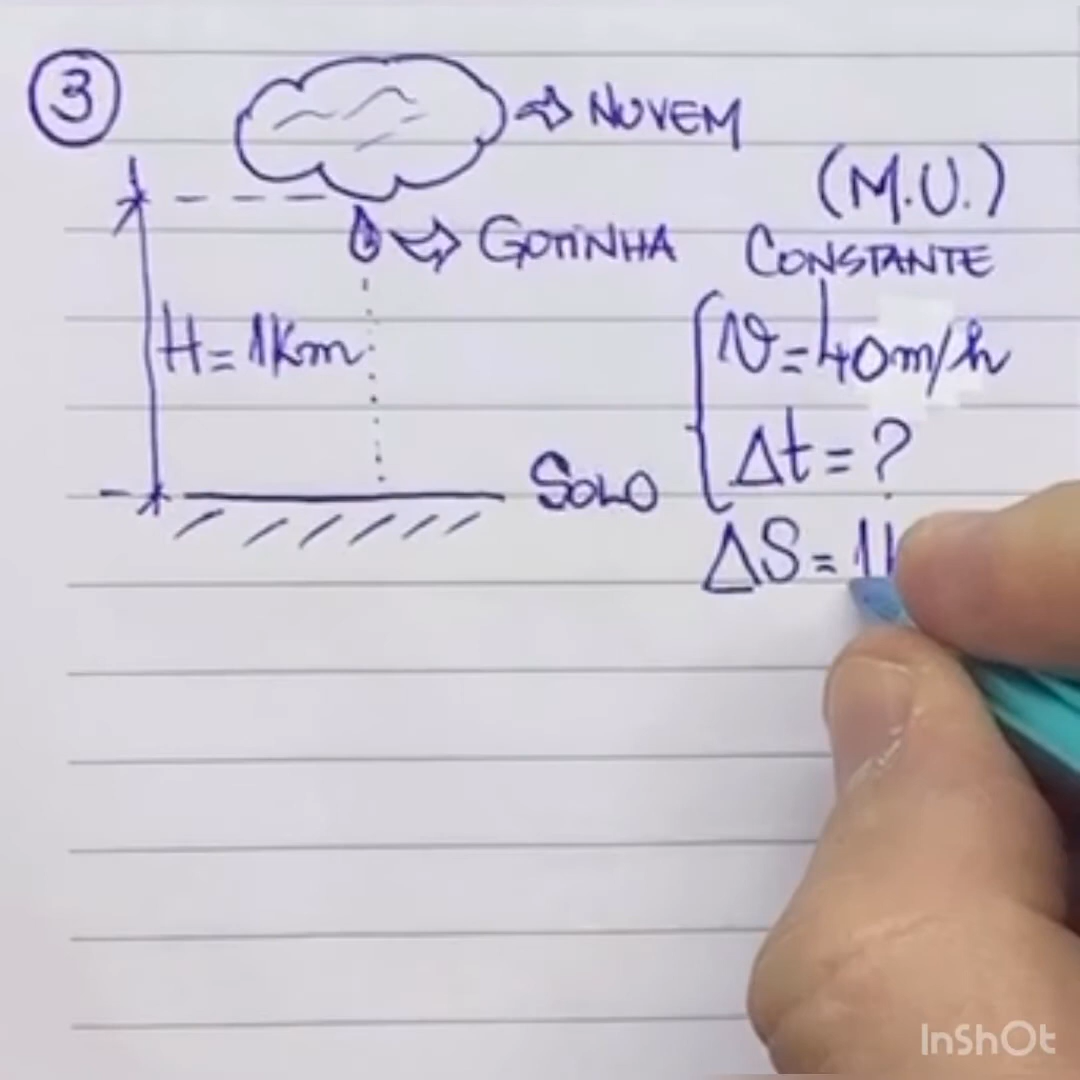 3
NUVEM
(M.U.)
GOTINHA
CONSTANTE
H = 1Km
v = 40m/h
Δt = ?
SOLO
ΔS = 1
InShOt